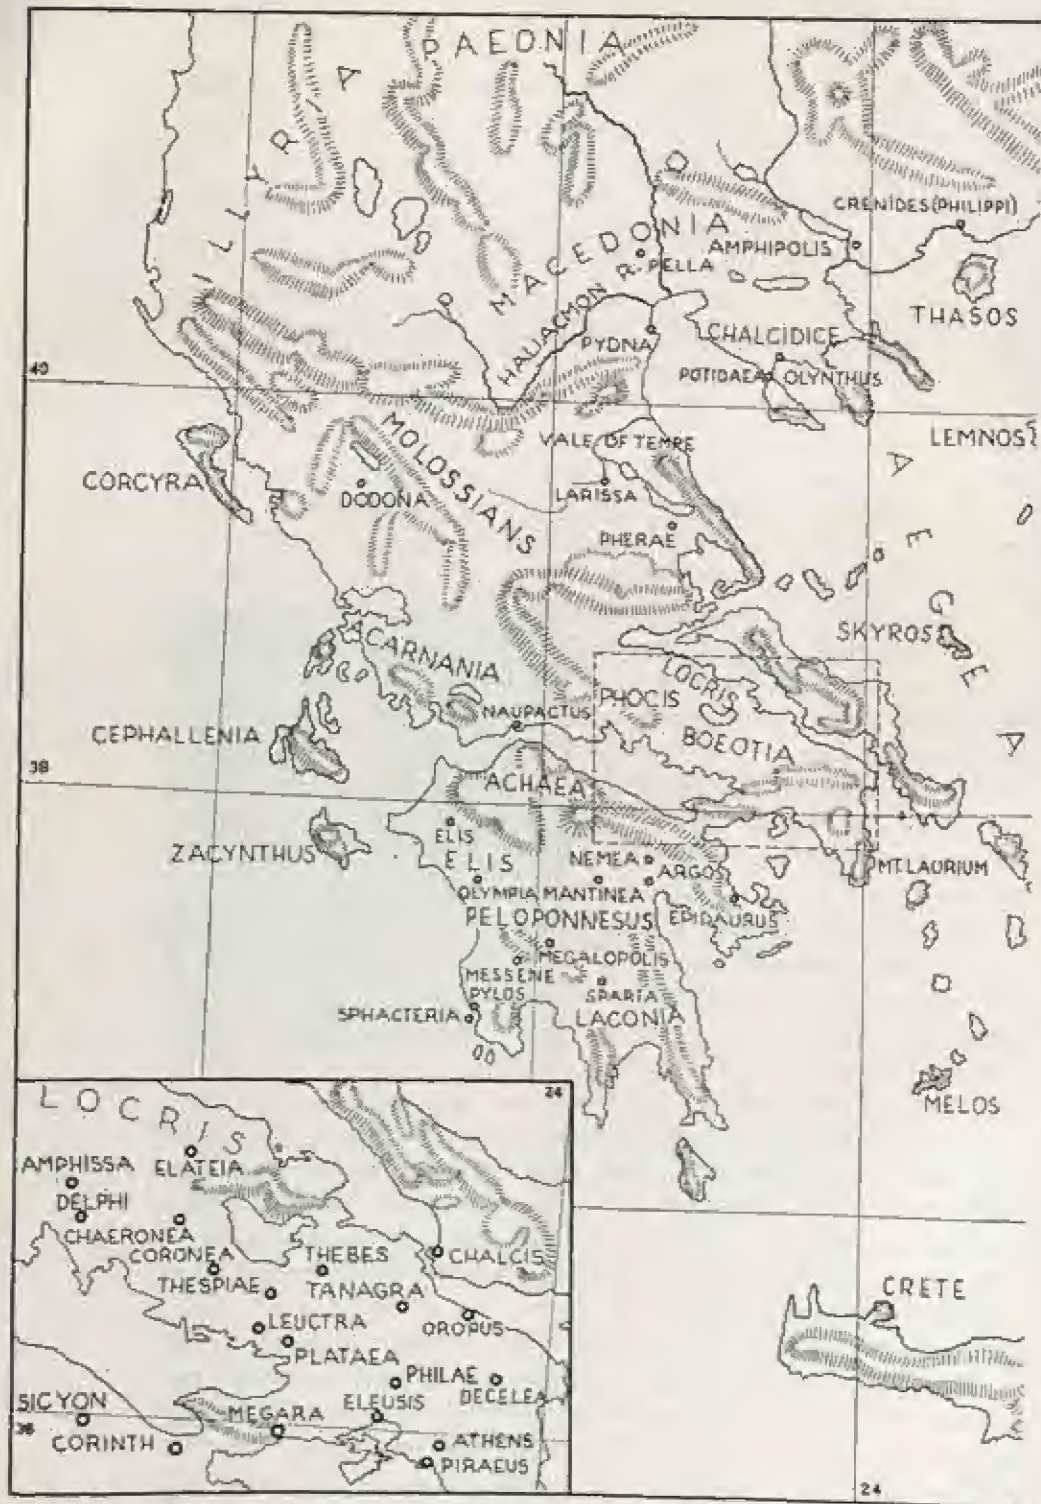 PAEONIA
ILLYRIA
CRENIDES (PHILIPPI)
MACEDONIA
AMPHIPOLIS
PELLA
THASOS
HALIACMON R.
CHALCIDICE
PYDNA
POTIDAEA
OLYNTHUS
40
LEMNOS
VALE OF TEMPE
MOLOSSIANS
CORCYRA
DODONA
LARISSA
PHERAE
AEGEA
SKYROS
ACARNANIA
LOCRIS
PHOCIS
NAUPACTUS
CEPHALLENIA
BOEOTIA
38
ACHAEA
ELIS
ZACYNTHUS
ELIS
NEMEA
ARGOS
MT. LAURIUM
OLYMPIA
MANTINEA
PELOPONNESUS
EPIDAURUS
MEGALOPOLIS
MESSENE
PYLOS
SPARTA
SPHACTERIA
LACONIA
MELOS
CRETE
24
24
LOCRIS
AMPHISSA
ELATEIA
DELPHI
CHAERONEA
CORONEA
THEBES
CHALCIS
THESPIAE
TANAGRA
LEUCTRA
OROPUS
PLATAEA
PHILAE
DECELEA
SICYON
ELEUSIS
MEGARA
38
CORINTH
ATHENS
PIRAEUS